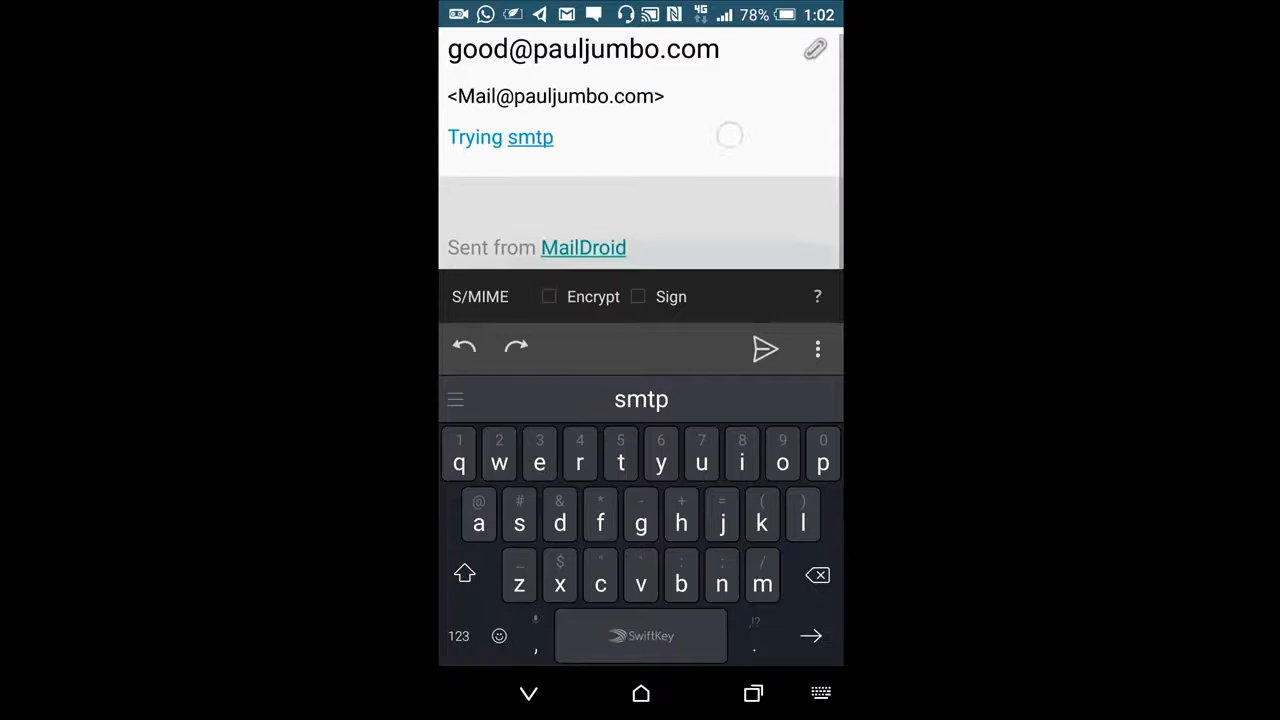 4G 78% 1:02
good@pauljumbo.com
<Mail@pauljumbo.com>
Trying smtp
Sent from MailDroid
S/MIME Encrypt Sign ?
smtp
1 2 3 4 5 6 7 8 9 0
q w e r t y u i o p
@ # & * - + = ( )
a s d f g h j k l
_ $ " ' : ; /
z x c v b n m
123 , SwiftKey ,!? .